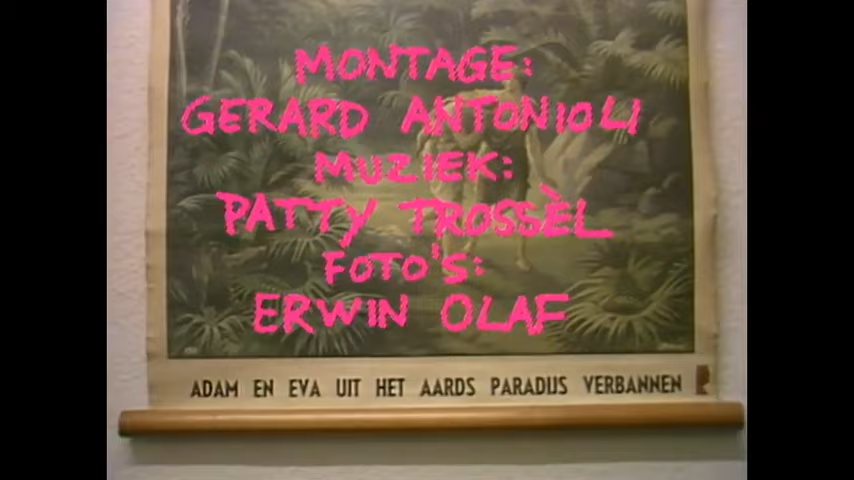 MONTAGE:
GERARD ANTONIOLI
MUZIEK:
PATTY TROSSÈL
FOTO'S:
ERWIN OLAF
ADAM EN EVA UIT HET AARDS PARADIJS VERBANNEN